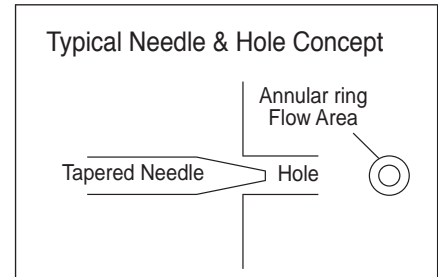 Typical Needle & Hole Concept
Annular ring
Flow Area
Tapered Needle
Hole